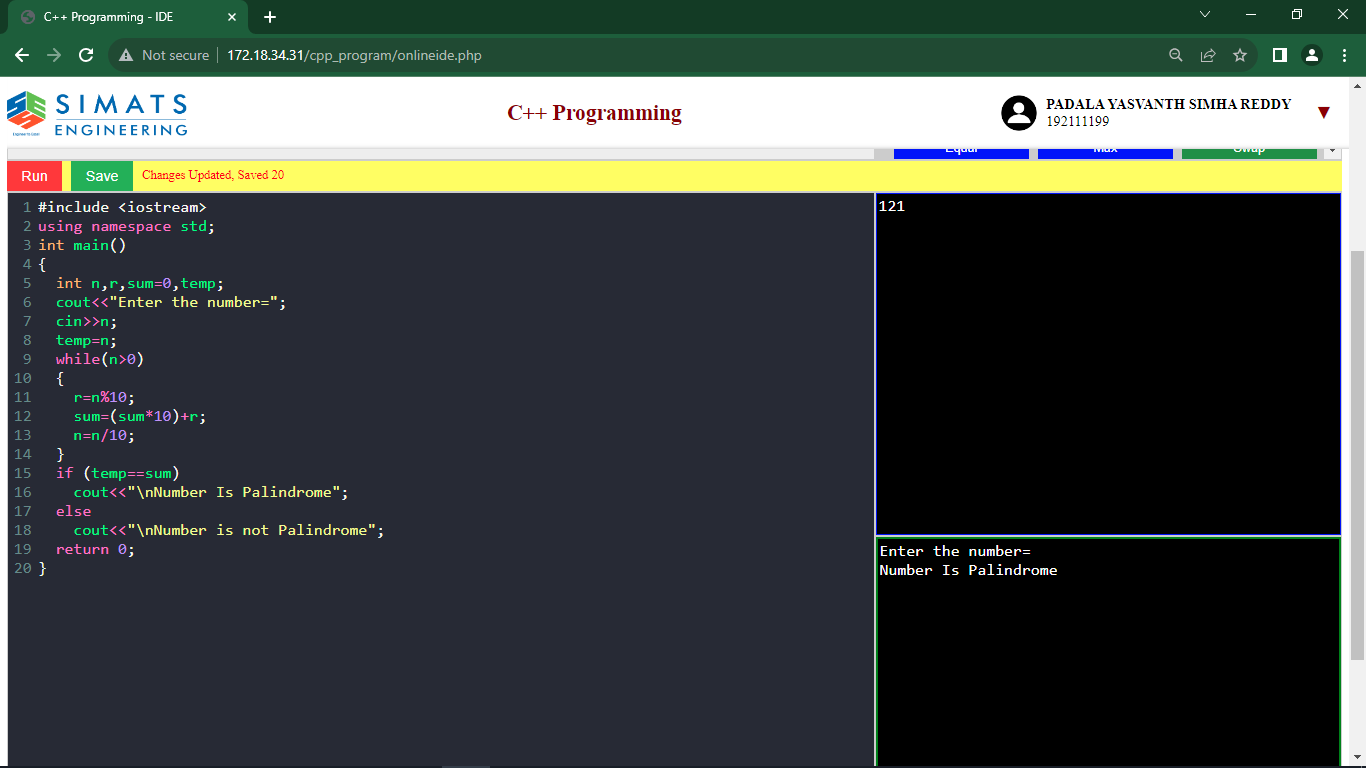 C++ Programming - IDE
Not secure 172.18.34.31/cpp_program/onlineide.php
SIMATS
ENGINEERING
C++ Programming
PADALA YASVANTH SIMHA REDDY
192111199
Equal Max Swap
Run Save Changes Updated, Saved 20
1 #include <iostream>
2 using namespace std;
3 int main()
4 {
5 int n,r,sum=0,temp;
6 cout<<"Enter the number=";
7 cin>>n;
8 temp=n;
9 while(n>0)
10 {
11 r=n%10;
12 sum=(sum*10)+r;
13 n=n/10;
14 }
15 if (temp==sum)
16 cout<<"\nNumber Is Palindrome";
17 else
18 cout<<"\nNumber is not Palindrome";
19 return 0;
20 }
121
Enter the number=
Number Is Palindrome